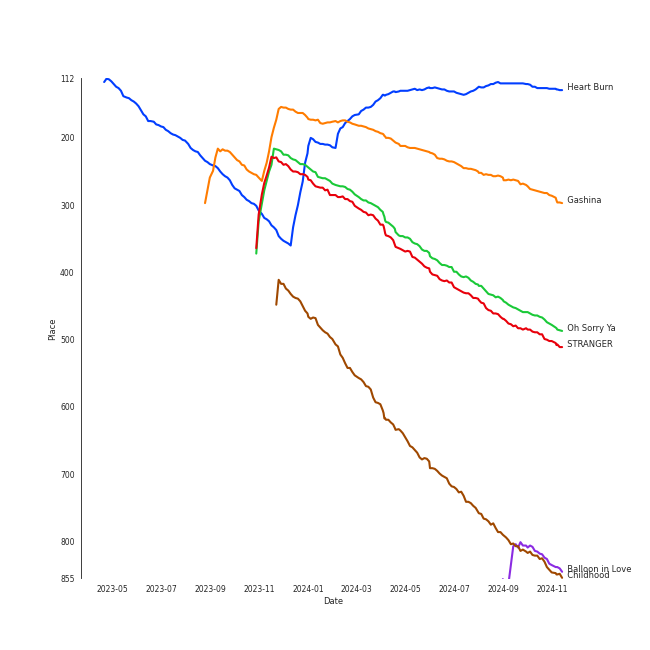 112
200
300
400
500
600
700
800
855
Place
2023-05 2023-07 2023-09 2023-11 2024-01 2024-03 2024-05 2024-07 2024-09 2024-11
Date
Heart Burn
Gashina
Oh Sorry Ya
STRANGER
Balloon in Love
Childhood